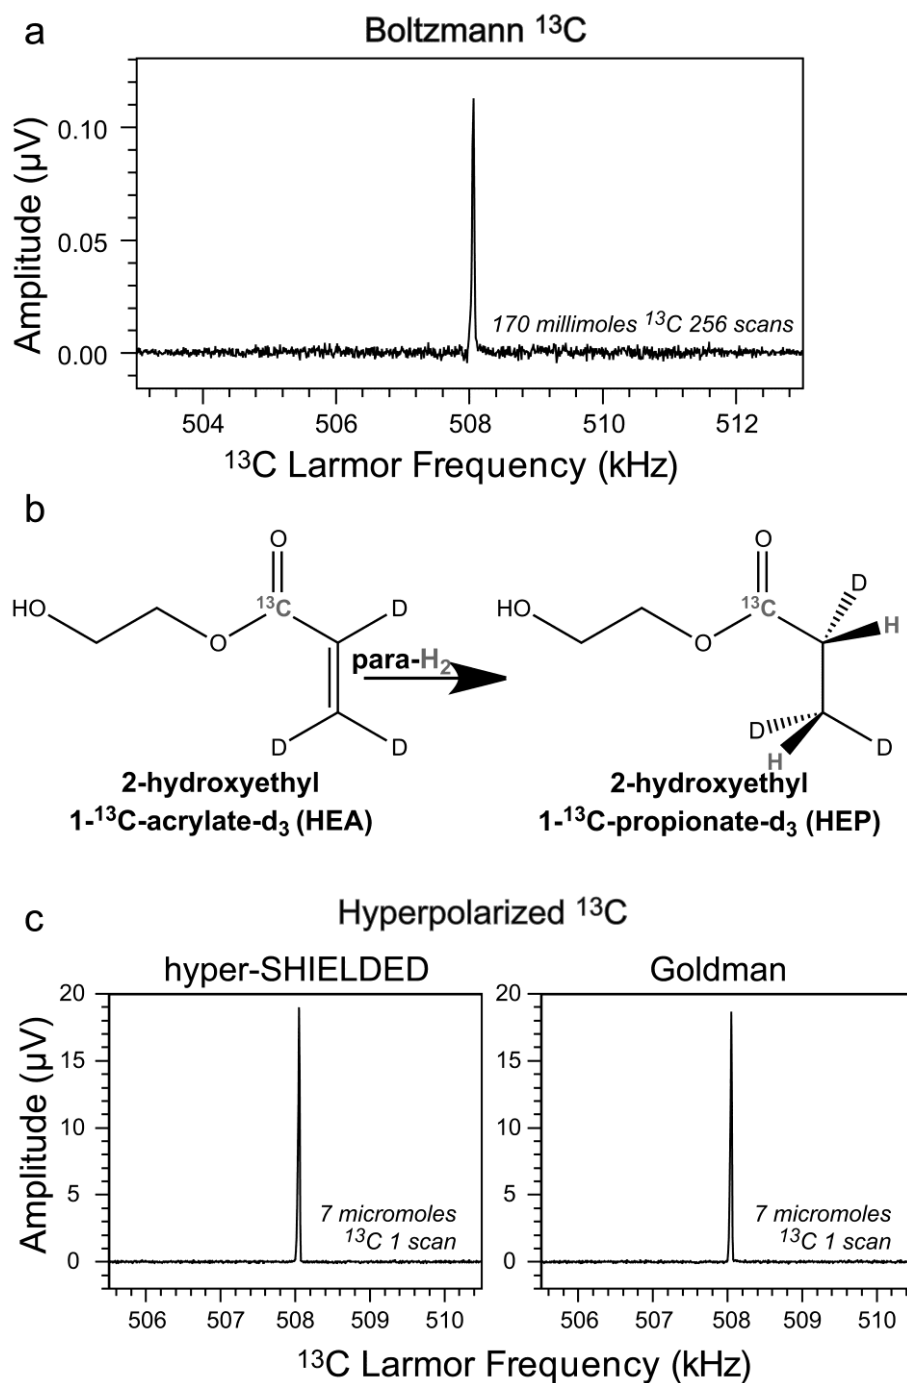 a
Boltzmann ¹³C
Amplitude (µV)
0.10
0.05
0.00
170 millimoles ¹³C 256 scans
504 506 508 510 512
¹³C Larmor Frequency (kHz)
b
O
HO
¹³C
D
O
D
D
para-H₂
O
HO
¹³C
D
H
O
D
H
D
2-hydroxyethyl
1-¹³C-acrylate-d₃ (HEA)
2-hydroxyethyl
1-¹³C-propionate-d₃ (HEP)
c
Hyperpolarized ¹³C
hyper-SHIELDED
Amplitude (µV)
20
15
10
5
0
7 micromoles
¹³C 1 scan
506 507 508 509 510
Goldman
20
15
10
5
0
7 micromoles
¹³C 1 scan
506 507 508 509 510
¹³C Larmor Frequency (kHz)